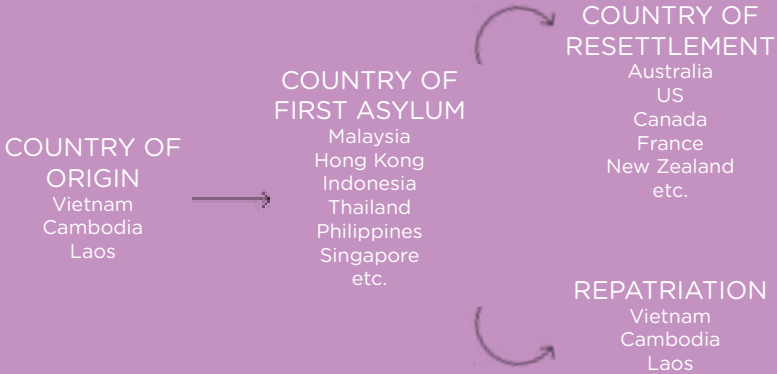 COUNTRY OF
ORIGIN
Vietnam
Cambodia
Laos
COUNTRY OF
FIRST ASYLUM
Malaysia
Hong Kong
Indonesia
Thailand
Philippines
Singapore
etc.
COUNTRY OF
RESETTLEMENT
Australia
US
Canada
France
New Zealand
etc.
REPATRIATION
Vietnam
Cambodia
Laos